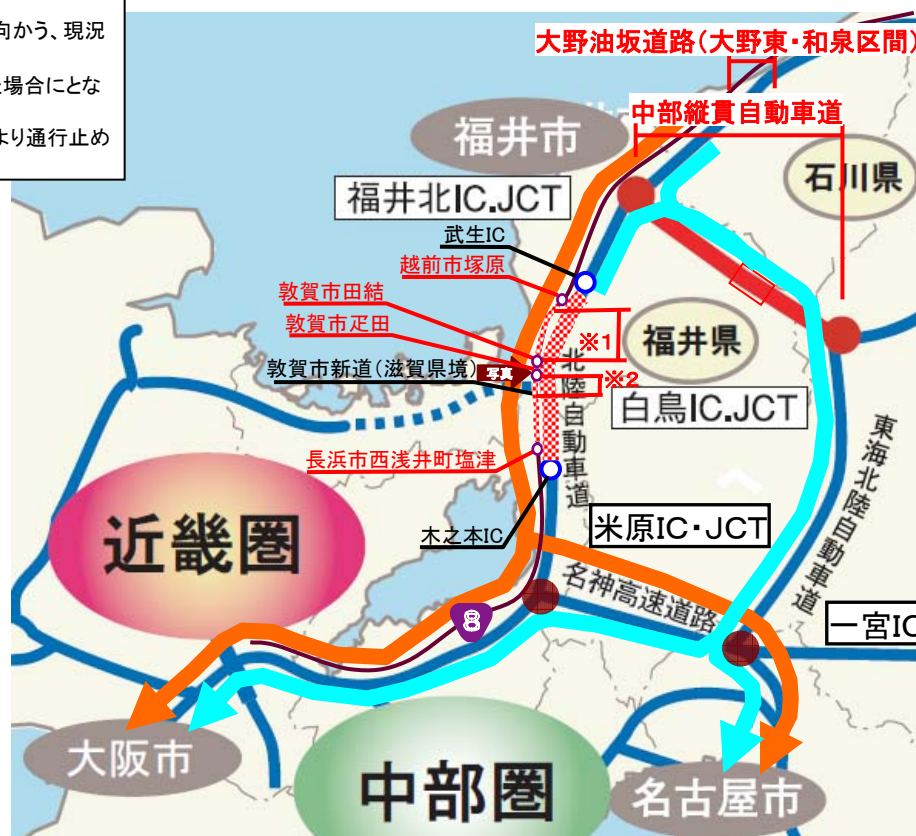 向かう、現況
場合にとな
より通行止め
大野油坂道路(大野東・和泉区間)
中部縦貫自動車道
福井市
石川県
福井北IC.JCT
武生IC
越前市塚原
敦賀市田結
敦賀市疋田
※1
福井県
敦賀市新道(滋賀県境)
写真
※2
北陸自動車道
白鳥IC.JCT
東海北陸自動車道
長浜市西浅井町塩津
近畿圏
木之本IC
米原IC・JCT
名神高速道路
8
一宮IC
大阪市
中部圏
名古屋市